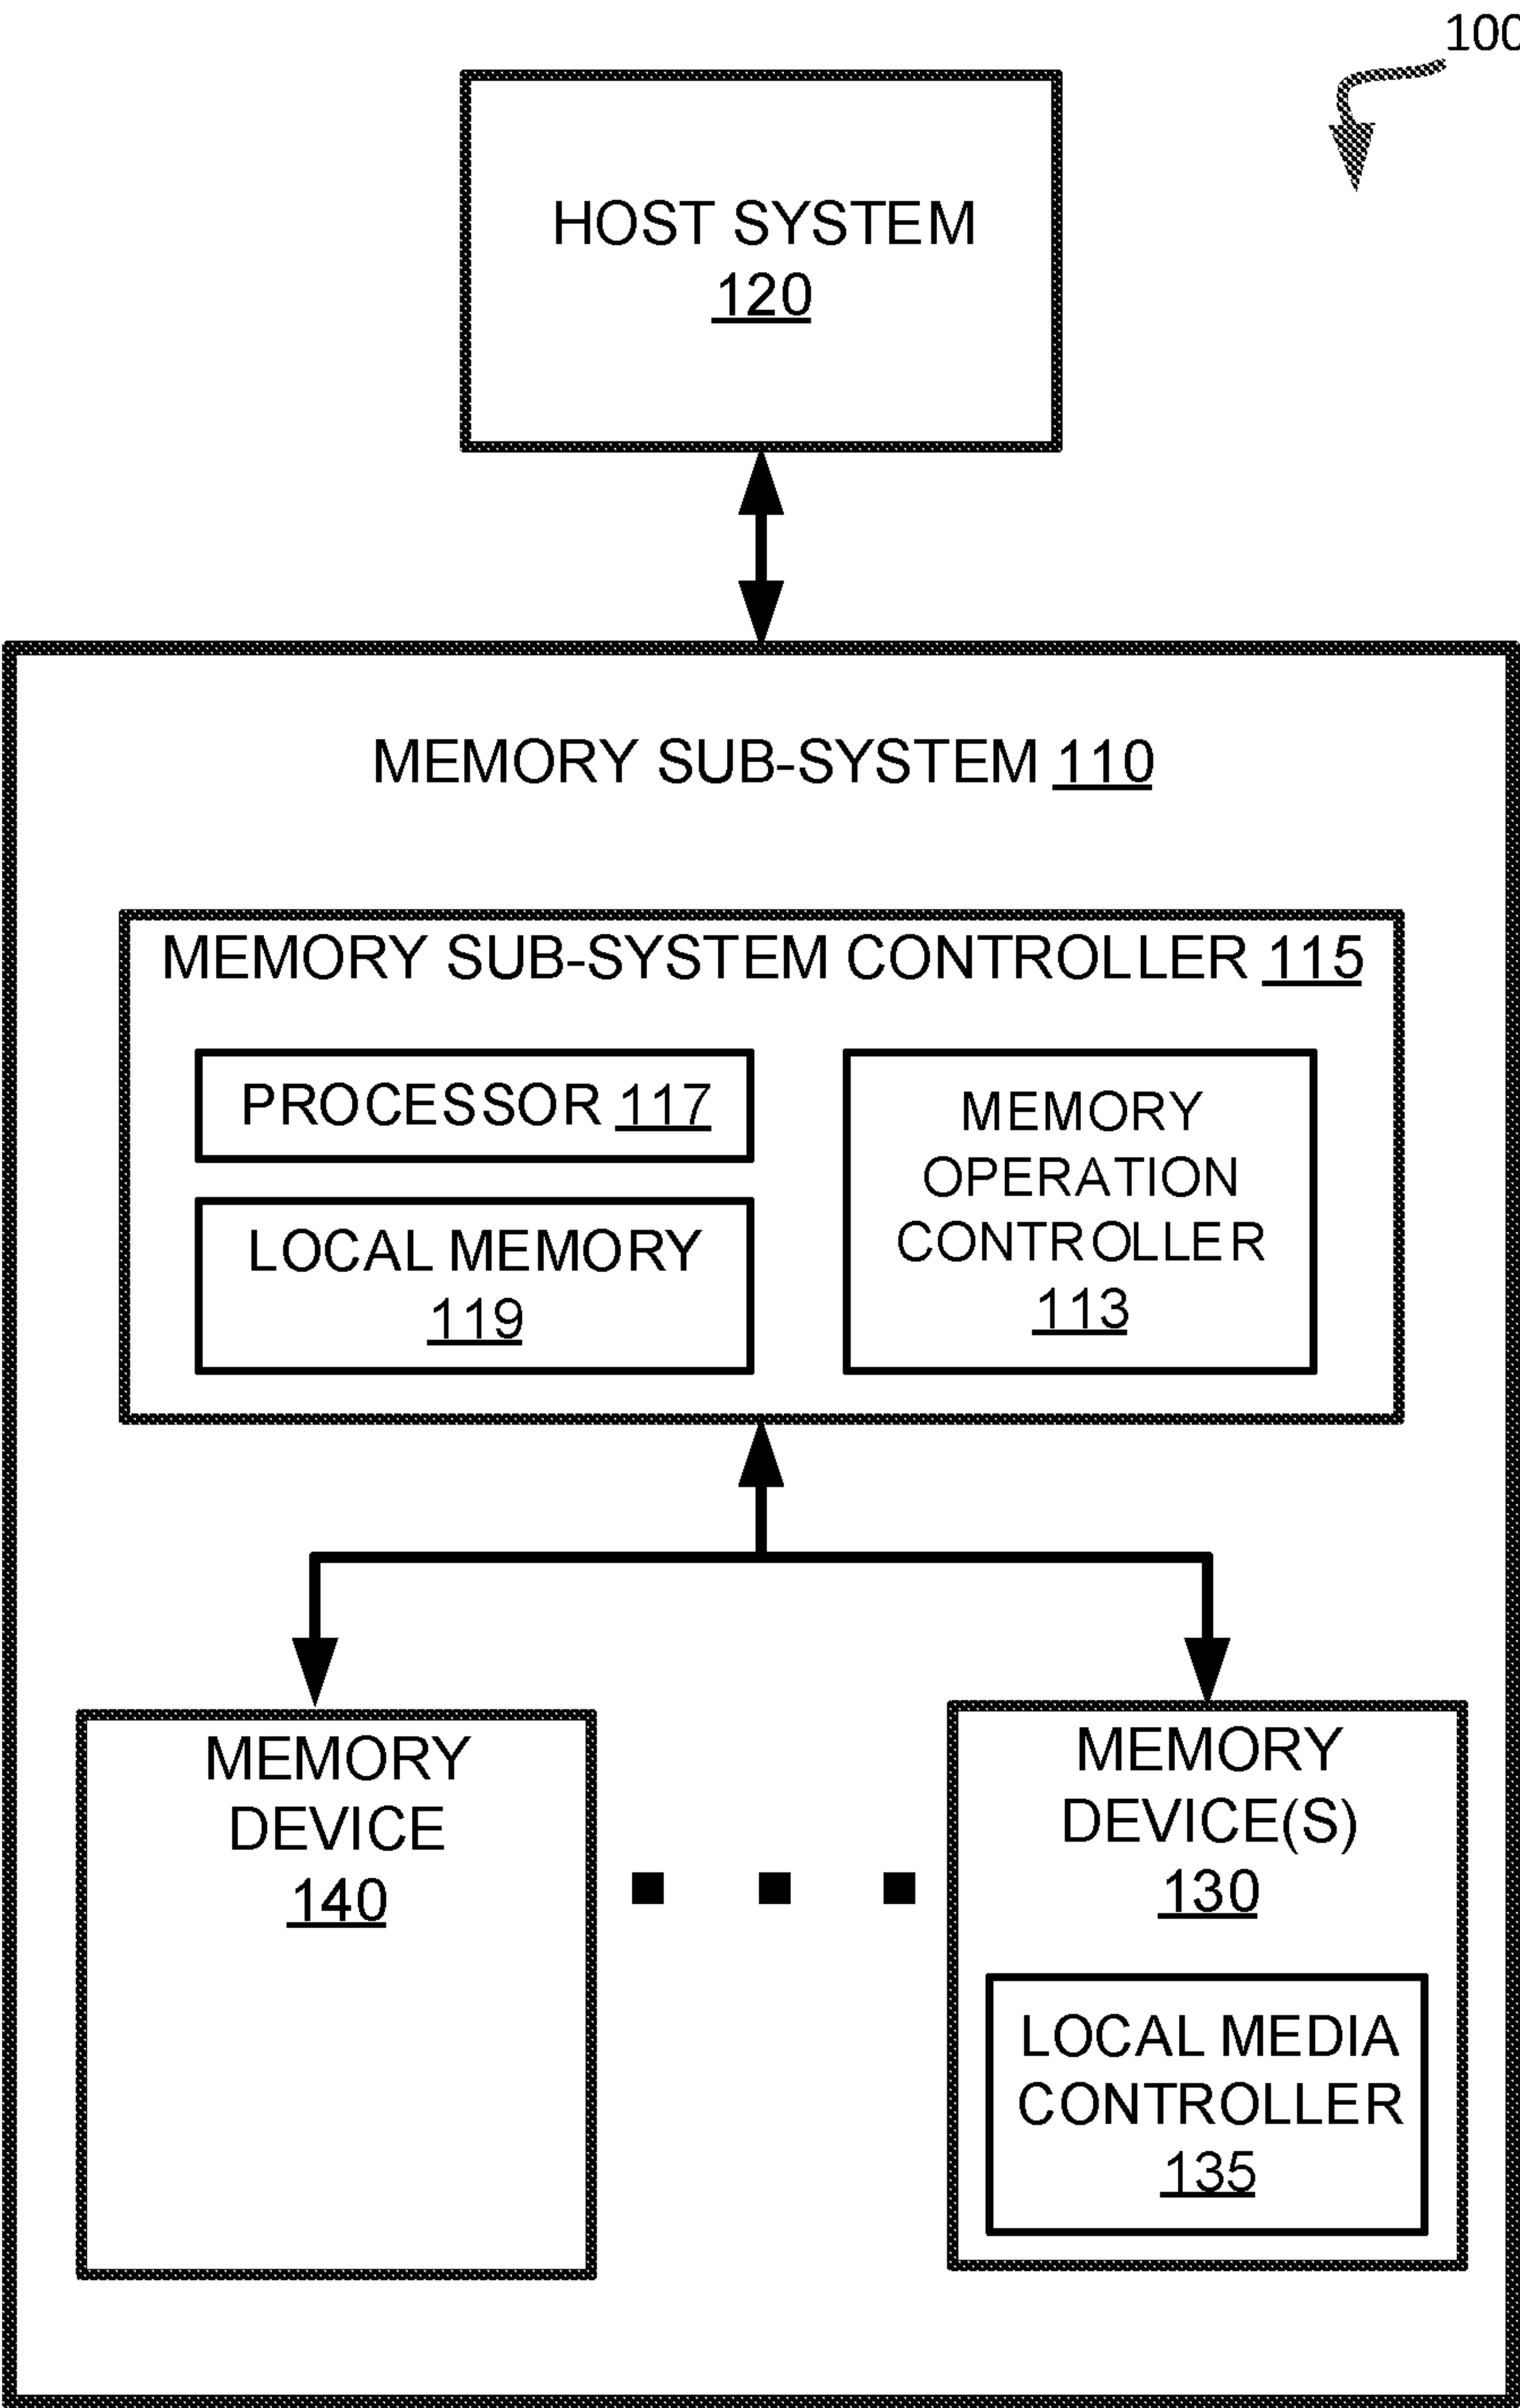 100
HOST SYSTEM
120
MEMORY SUB-SYSTEM 110
MEMORY SUB-SYSTEM CONTROLLER 115
PROCESSOR 117
LOCAL MEMORY
119
MEMORY
OPERATION
CONTROLLER
113
MEMORY
DEVICE
140
MEMORY
DEVICE(S)
130
LOCAL MEDIA
CONTROLLER
135